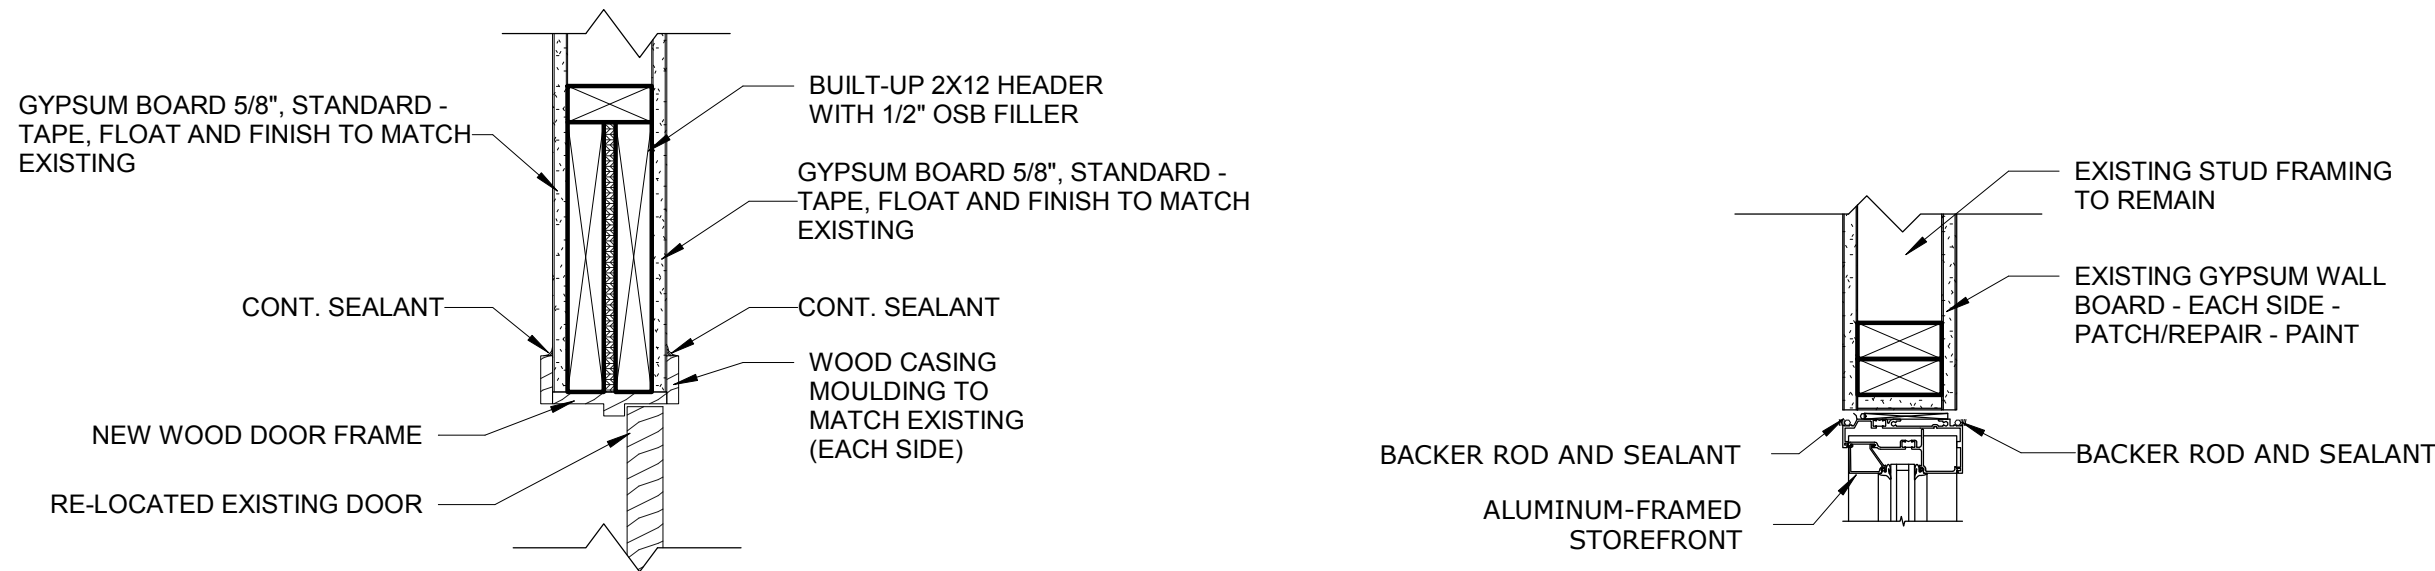 GYPSUM BOARD 5/8", STANDARD -
TAPE, FLOAT AND FINISH TO MATCH
EXISTING
CONT. SEALANT
NEW WOOD DOOR FRAME
RE-LOCATED EXISTING DOOR
BUILT-UP 2X12 HEADER
WITH 1/2" OSB FILLER
GYPSUM BOARD 5/8", STANDARD -
TAPE, FLOAT AND FINISH TO MATCH
EXISTING
CONT. SEALANT
WOOD CASING
MOULDING TO
MATCH EXISTING
(EACH SIDE)
BACKER ROD AND SEALANT
ALUMINUM-FRAMED
STOREFRONT
EXISTING STUD FRAMING
TO REMAIN
EXISTING GYPSUM WALL
BOARD - EACH SIDE -
PATCH/REPAIR - PAINT
BACKER ROD AND SEALANT